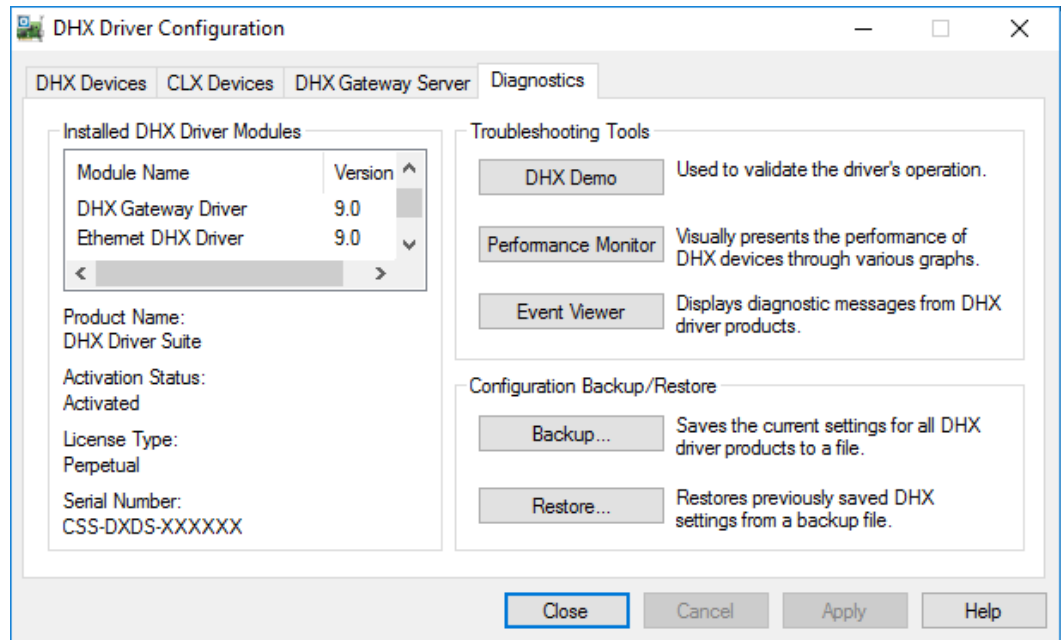 DHX Driver Configuration
DHX Devices CLX Devices DHX Gateway Server Diagnostics
Installed DHX Driver Modules
Module Name Version
DHX Gateway Driver 9.0
Ethernet DHX Driver 9.0
Product Name:
DHX Driver Suite
Activation Status:
Activated
License Type:
Perpetual
Serial Number:
CSS-DXDS-XXXXXX
Troubleshooting Tools
DHX Demo
Used to validate the driver's operation.
Performance Monitor
Visually presents the performance of
DHX devices through various graphs.
Event Viewer
Displays diagnostic messages from DHX
driver products.
Configuration Backup/Restore
Backup...
Saves the current settings for all DHX
driver products to a file.
Restore...
Restores previously saved DHX
settings from a backup file.
Close Cancel Apply Help